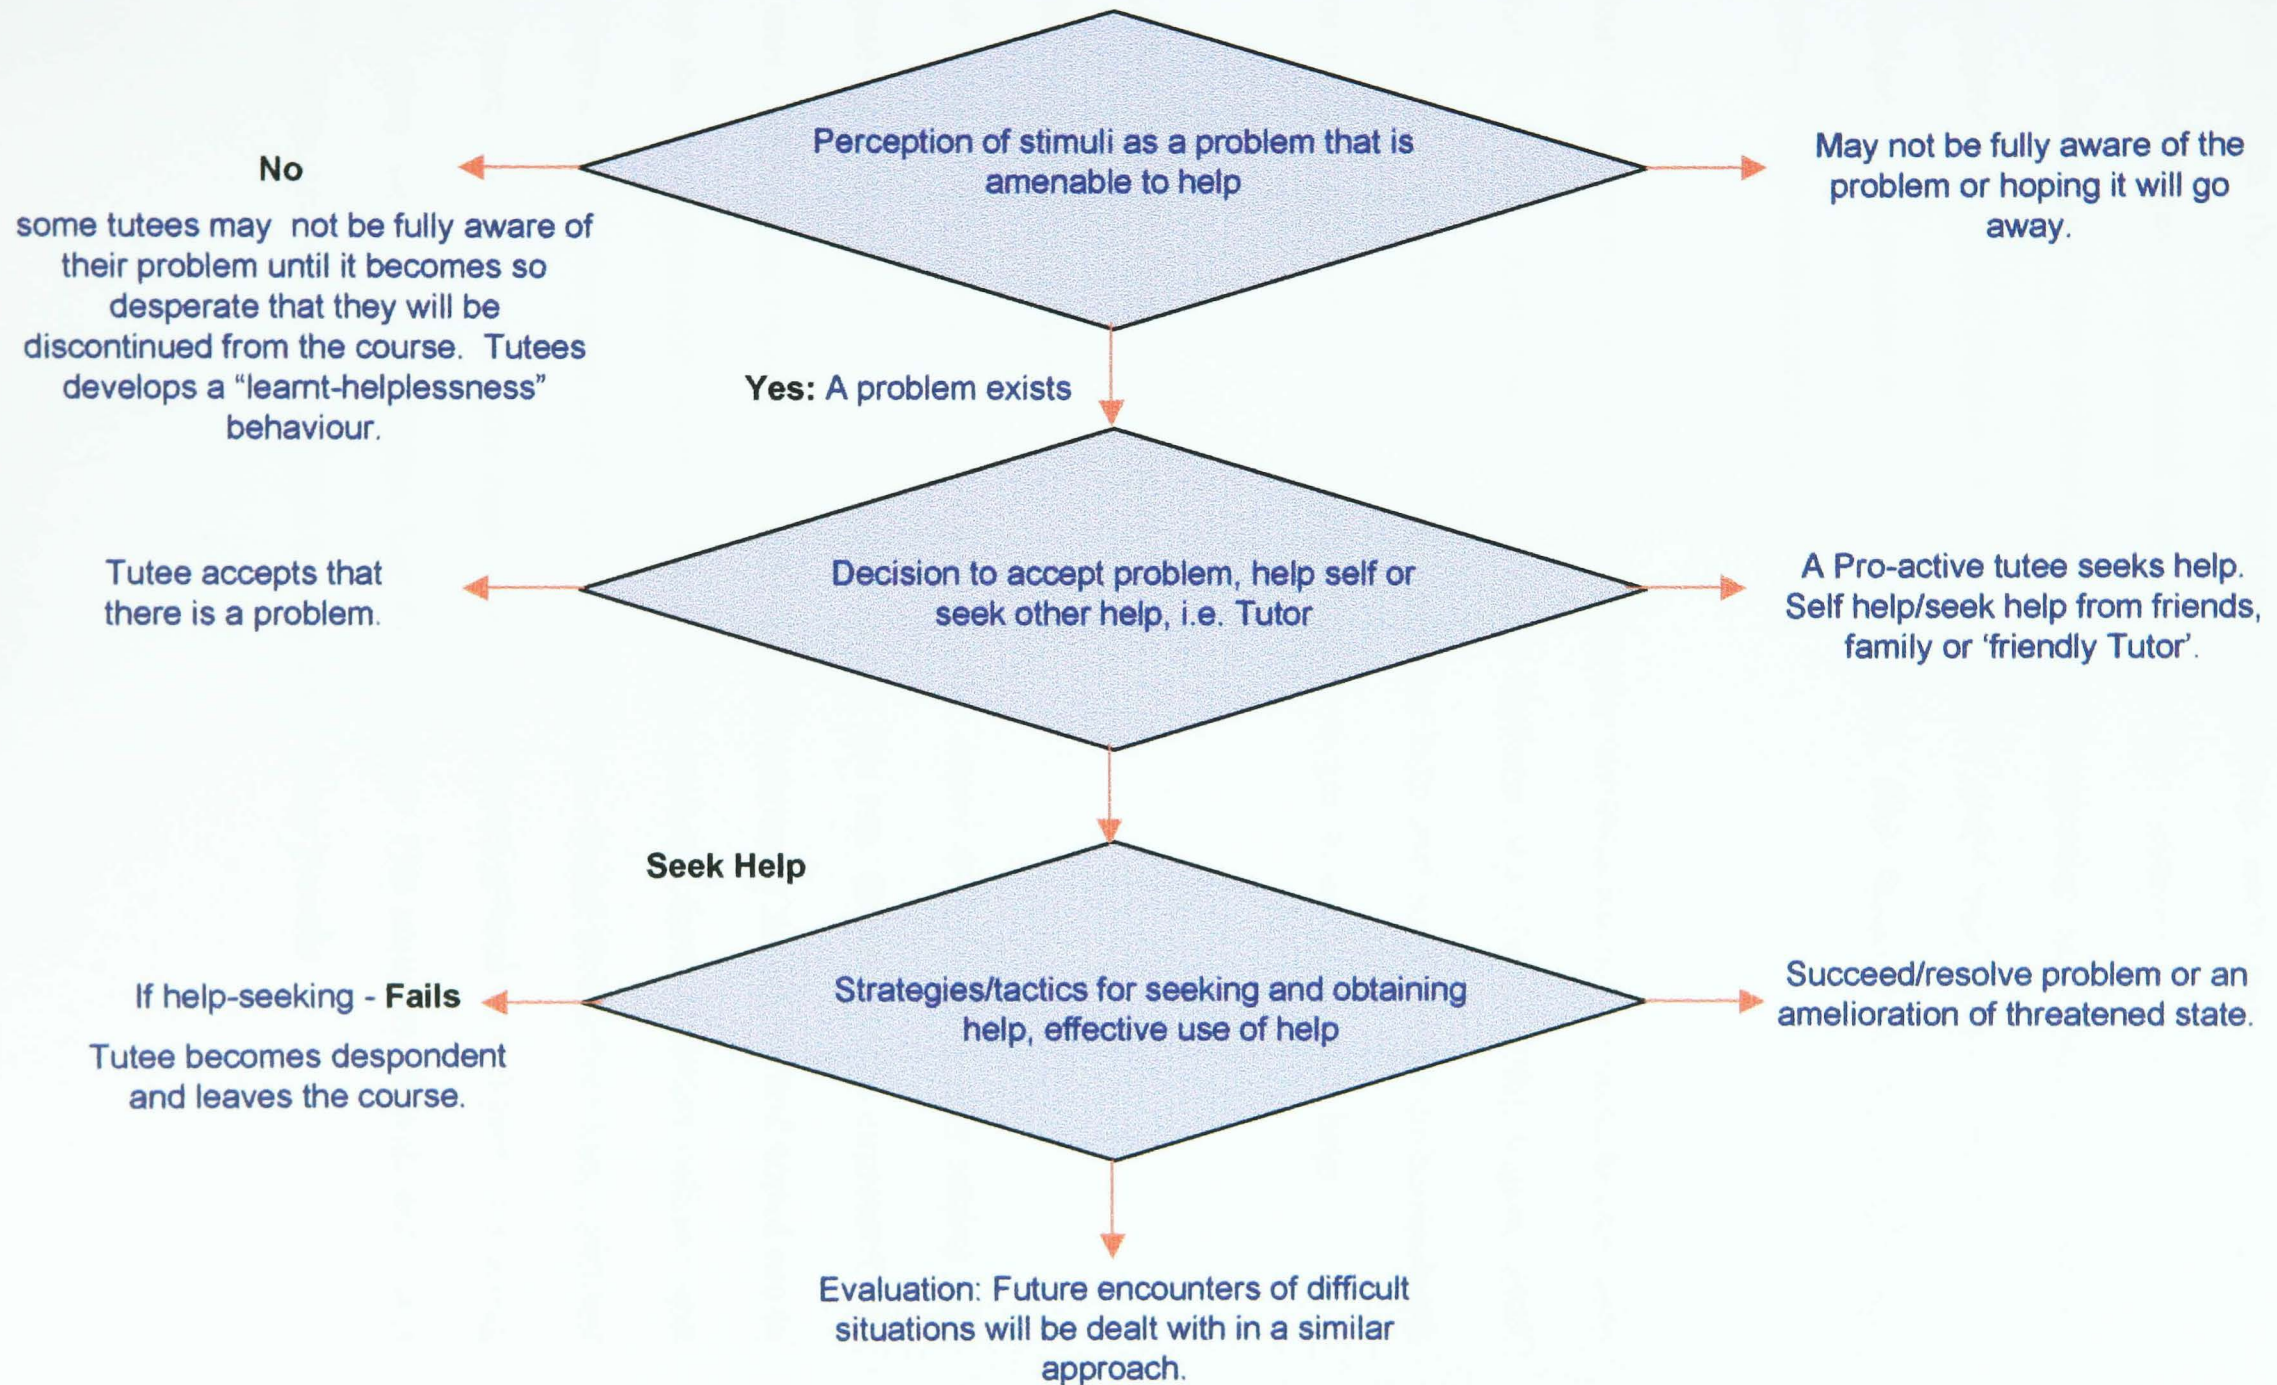 Perception of stimuli as a problem that is
amenable to help
No
some tutees may  not be fully aware of
their problem until it becomes so
desperate that they will be
discontinued from the course.  Tutees
develops a “learnt-helplessness”
behaviour.
May not be fully aware of the
problem or hoping it will go
away.
Yes: A problem exists
Decision to accept problem, help self or
seek other help, i.e. Tutor
Tutee accepts that
there is a problem.
A Pro-active tutee seeks help.
Self help/seek help from friends,
family or ‘friendly Tutor’.
Seek Help
Strategies/tactics for seeking and obtaining
help, effective use of help
If help-seeking - Fails
Tutee becomes despondent
and leaves the course.
Succeed/resolve problem or an
amelioration of threatened state.
Evaluation: Future encounters of difficult
situations will be dealt with in a similar
approach.